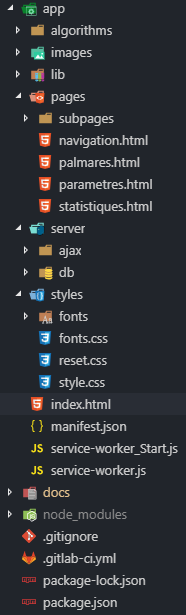 app
algorithms
images
lib
pages
subpages
navigation.html
palmares.html
parametres.html
statistiques.html
server
ajax
db
styles
fonts
fonts.css
reset.css
style.css
index.html
manifest.json
service-worker_Start.js
service-worker.js
docs
node_modules
.gitignore
.gitlab-ci.yml
package-lock.json
package.json